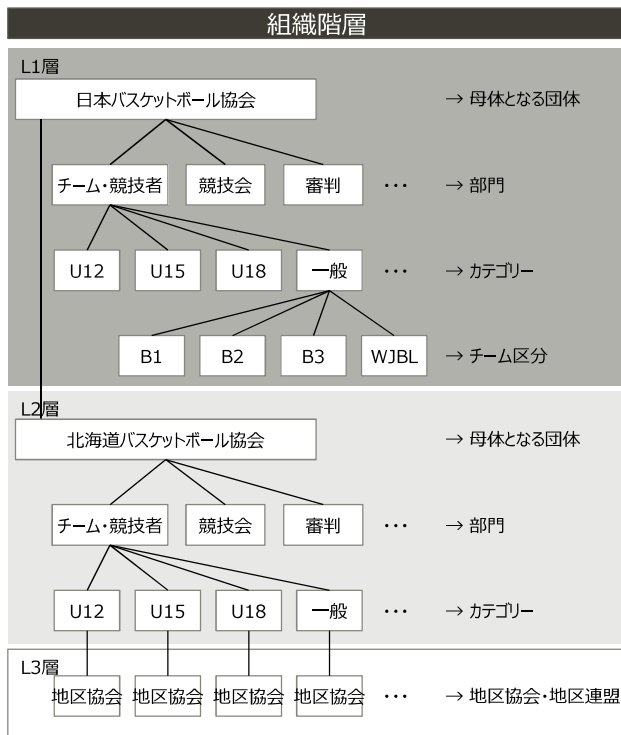 組織階層
L1層
日本バスケットボール協会 → 母体となる団体
チーム・競技者 競技会 審判 ・・・ → 部門
U12 U15 U18 一般 ・・・ → カテゴリー
B1 B2 B3 WJBL → チーム区分
L2層
北海道バスケットボール協会 → 母体となる団体
チーム・競技者 競技会 審判 ・・・ → 部門
U12 U15 U18 一般 ・・・ → カテゴリー
L3層
地区協会 地区協会 地区協会 地区協会 ・・・ → 地区協会・地区連盟